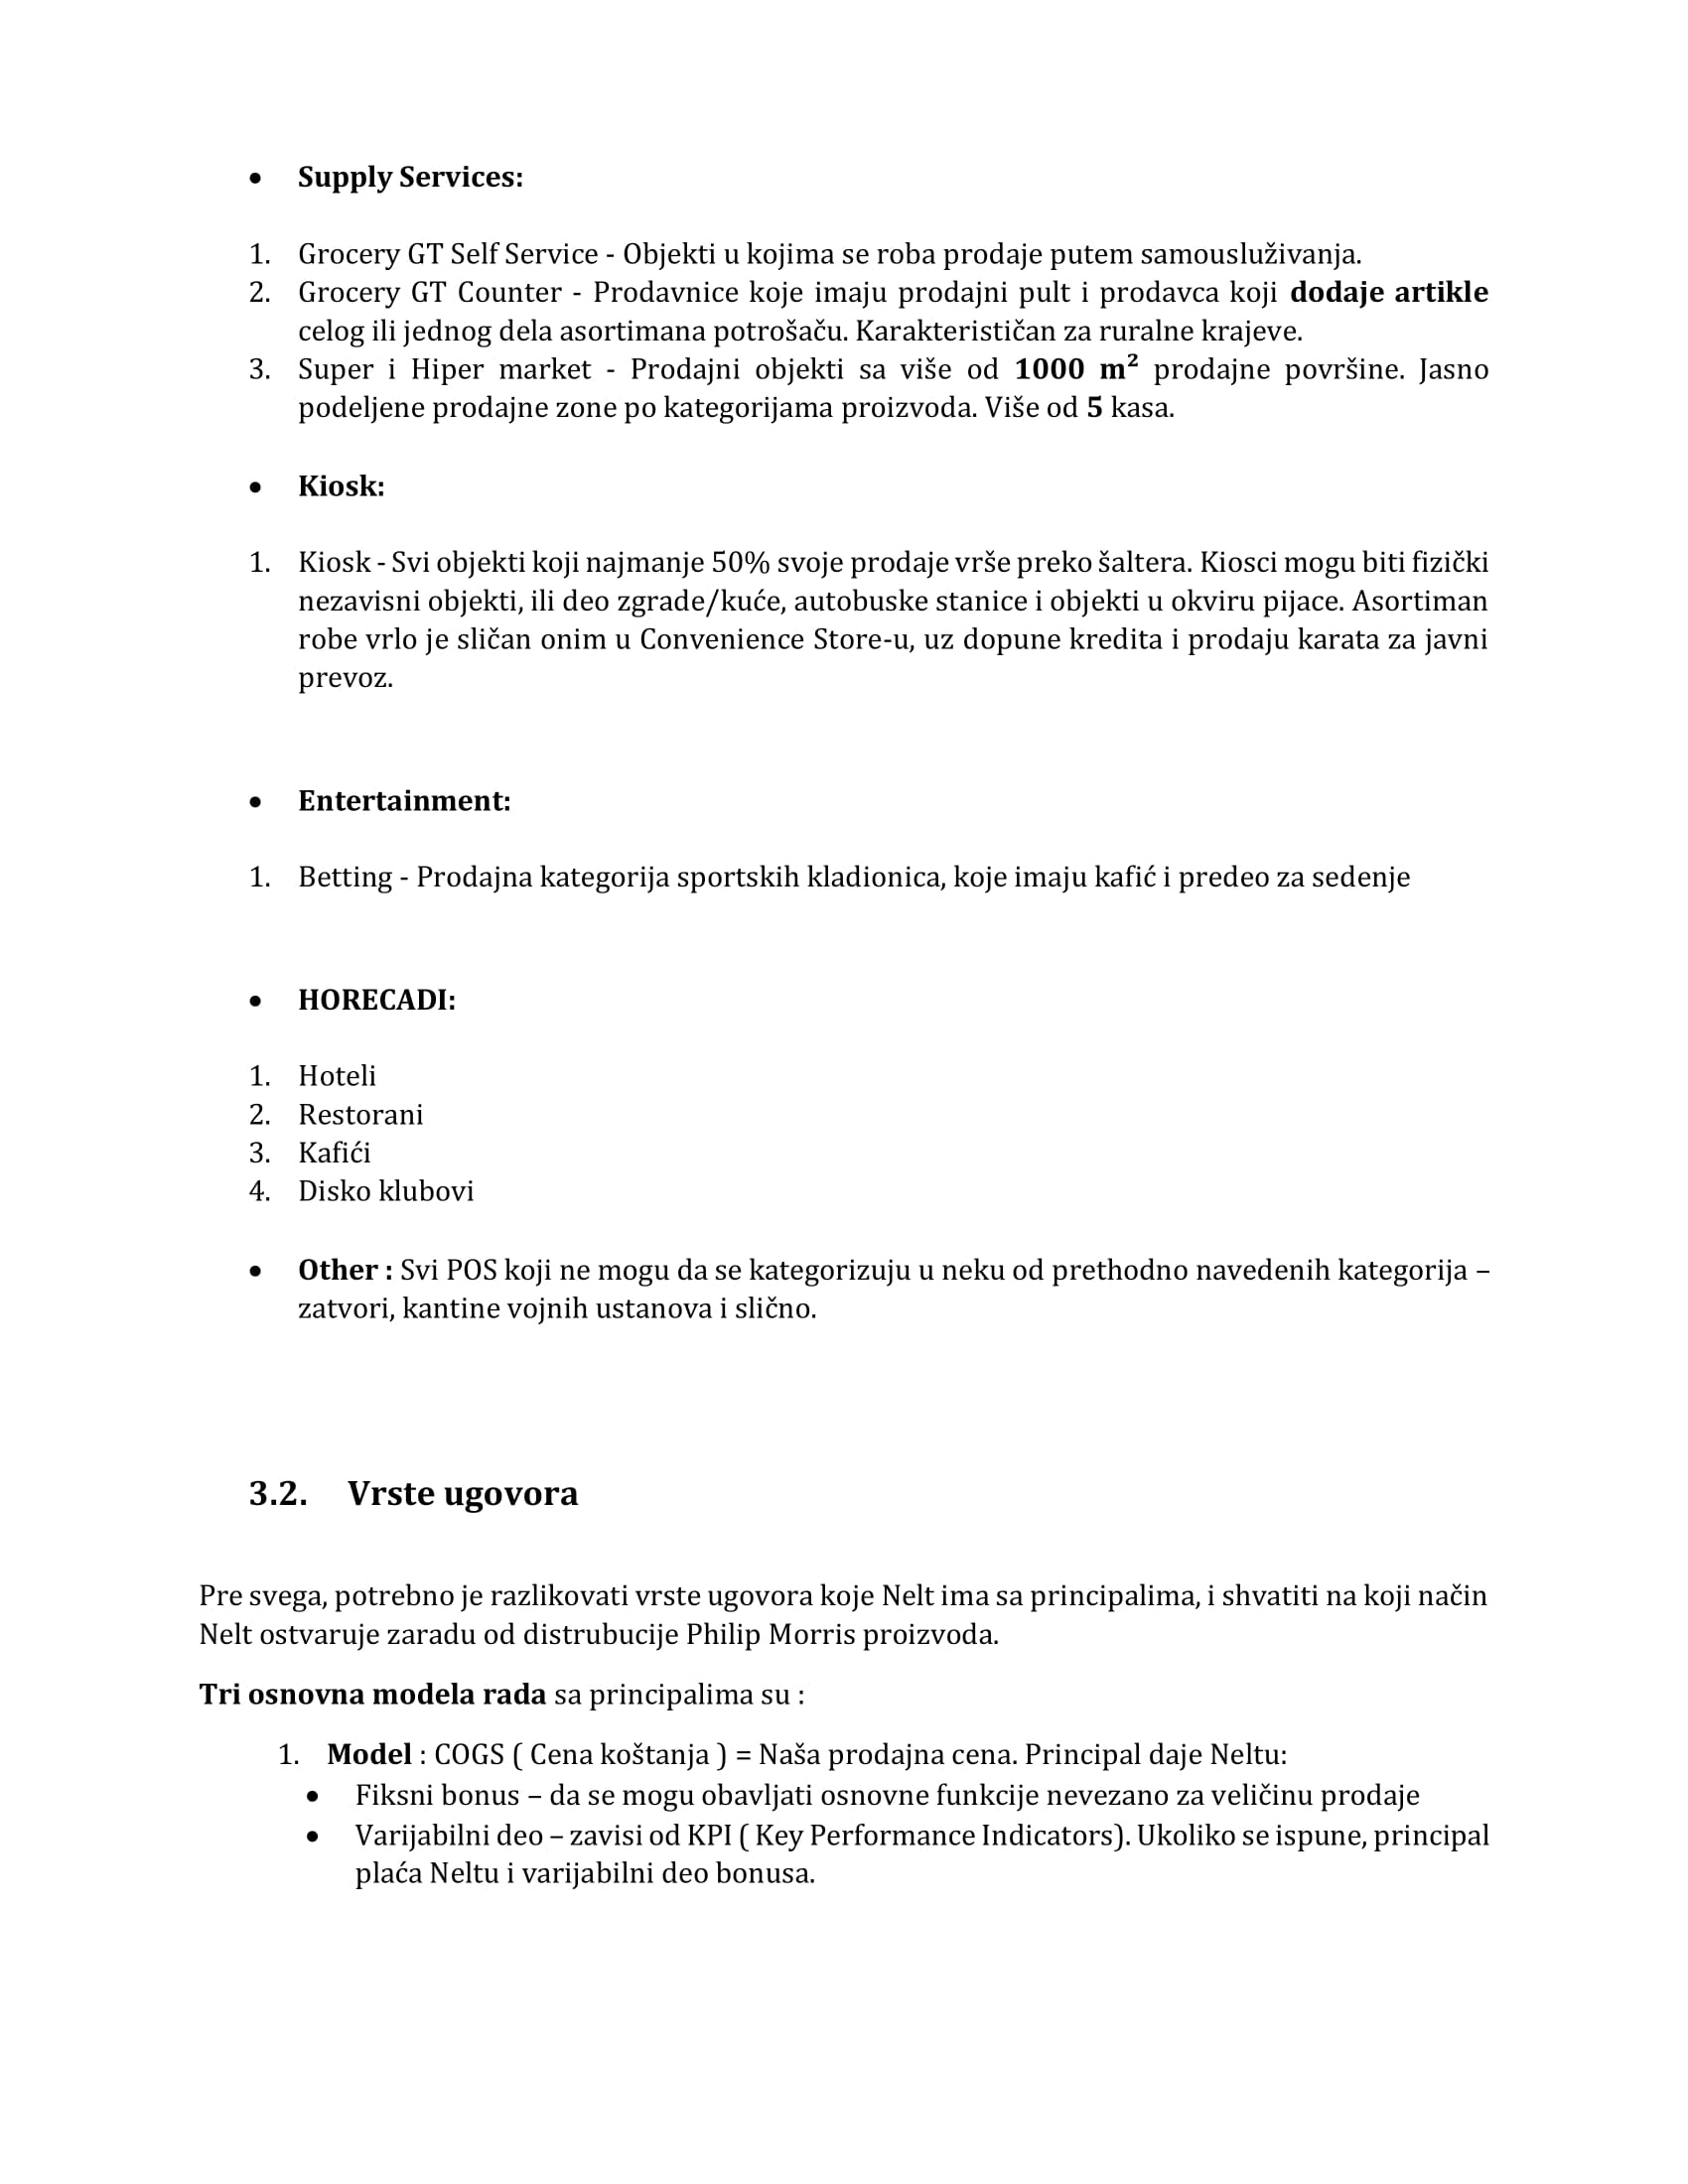 • Supply Services:
1. Grocery GT Self Service - Objekti u kojima se roba prodaje putem samousluživanja.
2. Grocery GT Counter - Prodavnice koje imaju prodajni pult i prodavca koji dodaje artikle
celog ili jednog dela asortimana potrošaču. Karakterističan za ruralne krajeve.
3. Super i Hiper market - Prodajni objekti sa više od 1000 m² prodajne površine. Jasno
podeljene prodajne zone po kategorijama proizvoda. Više od 5 kasa.
• Kiosk:
1. Kiosk - Svi objekti koji najmanje 50% svoje prodaje vrše preko šaltera. Kiosci mogu biti fizički
nezavisni objekti, ili deo zgrade/kuće, autobuske stanice i objekti u okviru pijace. Asortiman
robe vrlo je sličan onim u Convenience Store-u, uz dopune kredita i prodaju karata za javni
prevoz.
• Entertainment:
1. Betting - Prodajna kategorija sportskih kladionica, koje imaju kafić i predeo za sedenje
• HORECADI:
1. Hoteli
2. Restorani
3. Kafići
4. Disko klubovi
• Other : Svi POS koji ne mogu da se kategorizuju u neku od prethodno navedenih kategorija –
zatvori, kantine vojnih ustanova i slično.
3.2. Vrste ugovora
Pre svega, potrebno je razlikovati vrste ugovora koje Nelt ima sa principalima, i shvatiti na koji način
Nelt ostvaruje zaradu od distrubucije Philip Morris proizvoda.
Tri osnovna modela rada sa principalima su :
1. Model : COGS ( Cena koštanja ) = Naša prodajna cena. Principal daje Neltu:
• Fiksni bonus – da se mogu obavljati osnovne funkcije nevezano za veličinu prodaje
• Varijabilni deo – zavisi od KPI ( Key Performance Indicators). Ukoliko se ispune, principal
plaća Neltu i varijabilni deo bonusa.